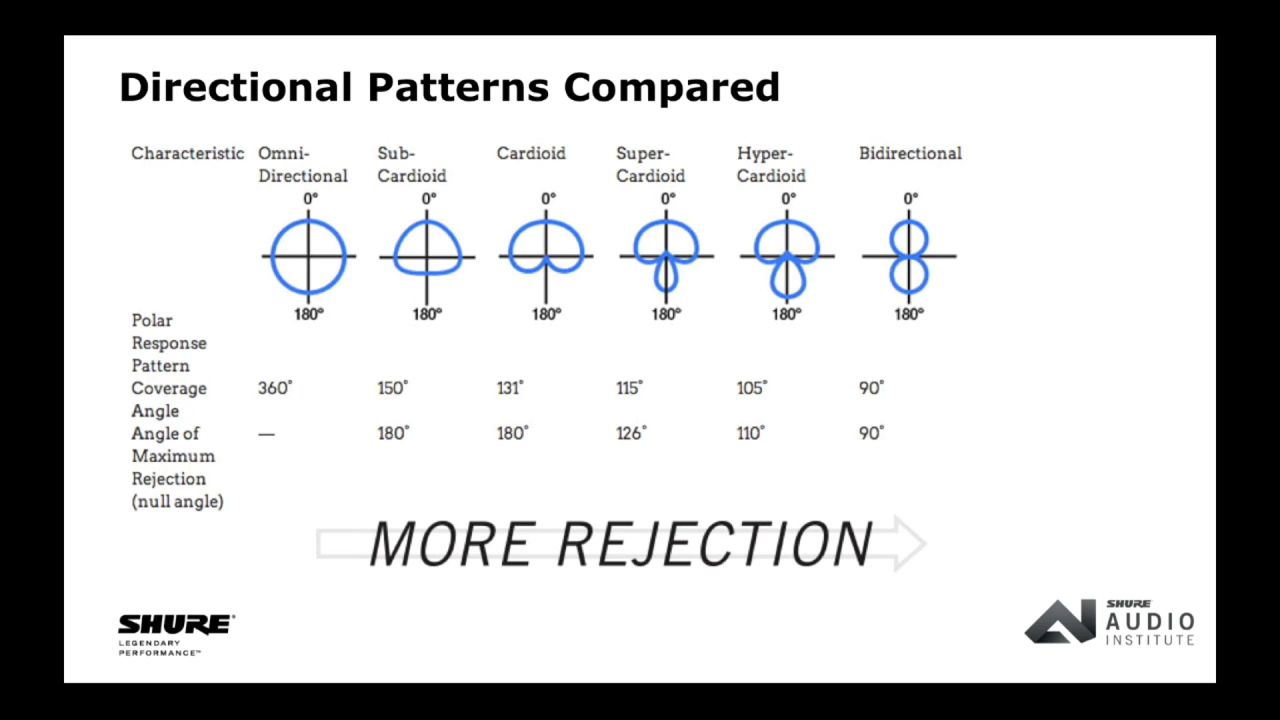 Directional Patterns Compared
Characteristic Omni- Sub- Cardioid Super- Hyper- Bidirectional
Directional Cardioid Cardioid Cardioid
0° 0° 0° 0° 0° 0°
180° 180° 180° 180° 180° 180°
Polar
Response
Pattern
Coverage 360° 150° 131° 115° 105° 90°
Angle
Angle of — 180° 180° 126° 110° 90°
Maximum
Rejection
(null angle)
MORE REJECTION
SHURE®
LEGENDARY
PERFORMANCE™
SHURE
AUDIO
INSTITUTE